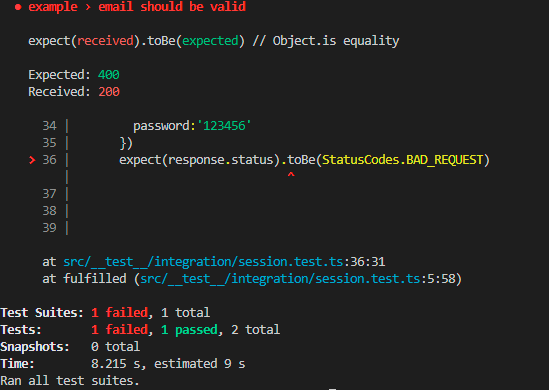 ● example › email should be valid
expect(received).toBe(expected) // Object.is equality
Expected: 400
Received: 200
34 |         password:'123456'
35 |       })
> 36 |       expect(response.status).toBe(StatusCodes.BAD_REQUEST)
|                               ^
37 |
38 |
39 |
at src/__test__/integration/session.test.ts:36:31
at fulfilled (src/__test__/integration/session.test.ts:5:58)
Test Suites: 1 failed, 1 total
Tests:       1 failed, 1 passed, 2 total
Snapshots:   0 total
Time:        8.215 s, estimated 9 s
Ran all test suites.